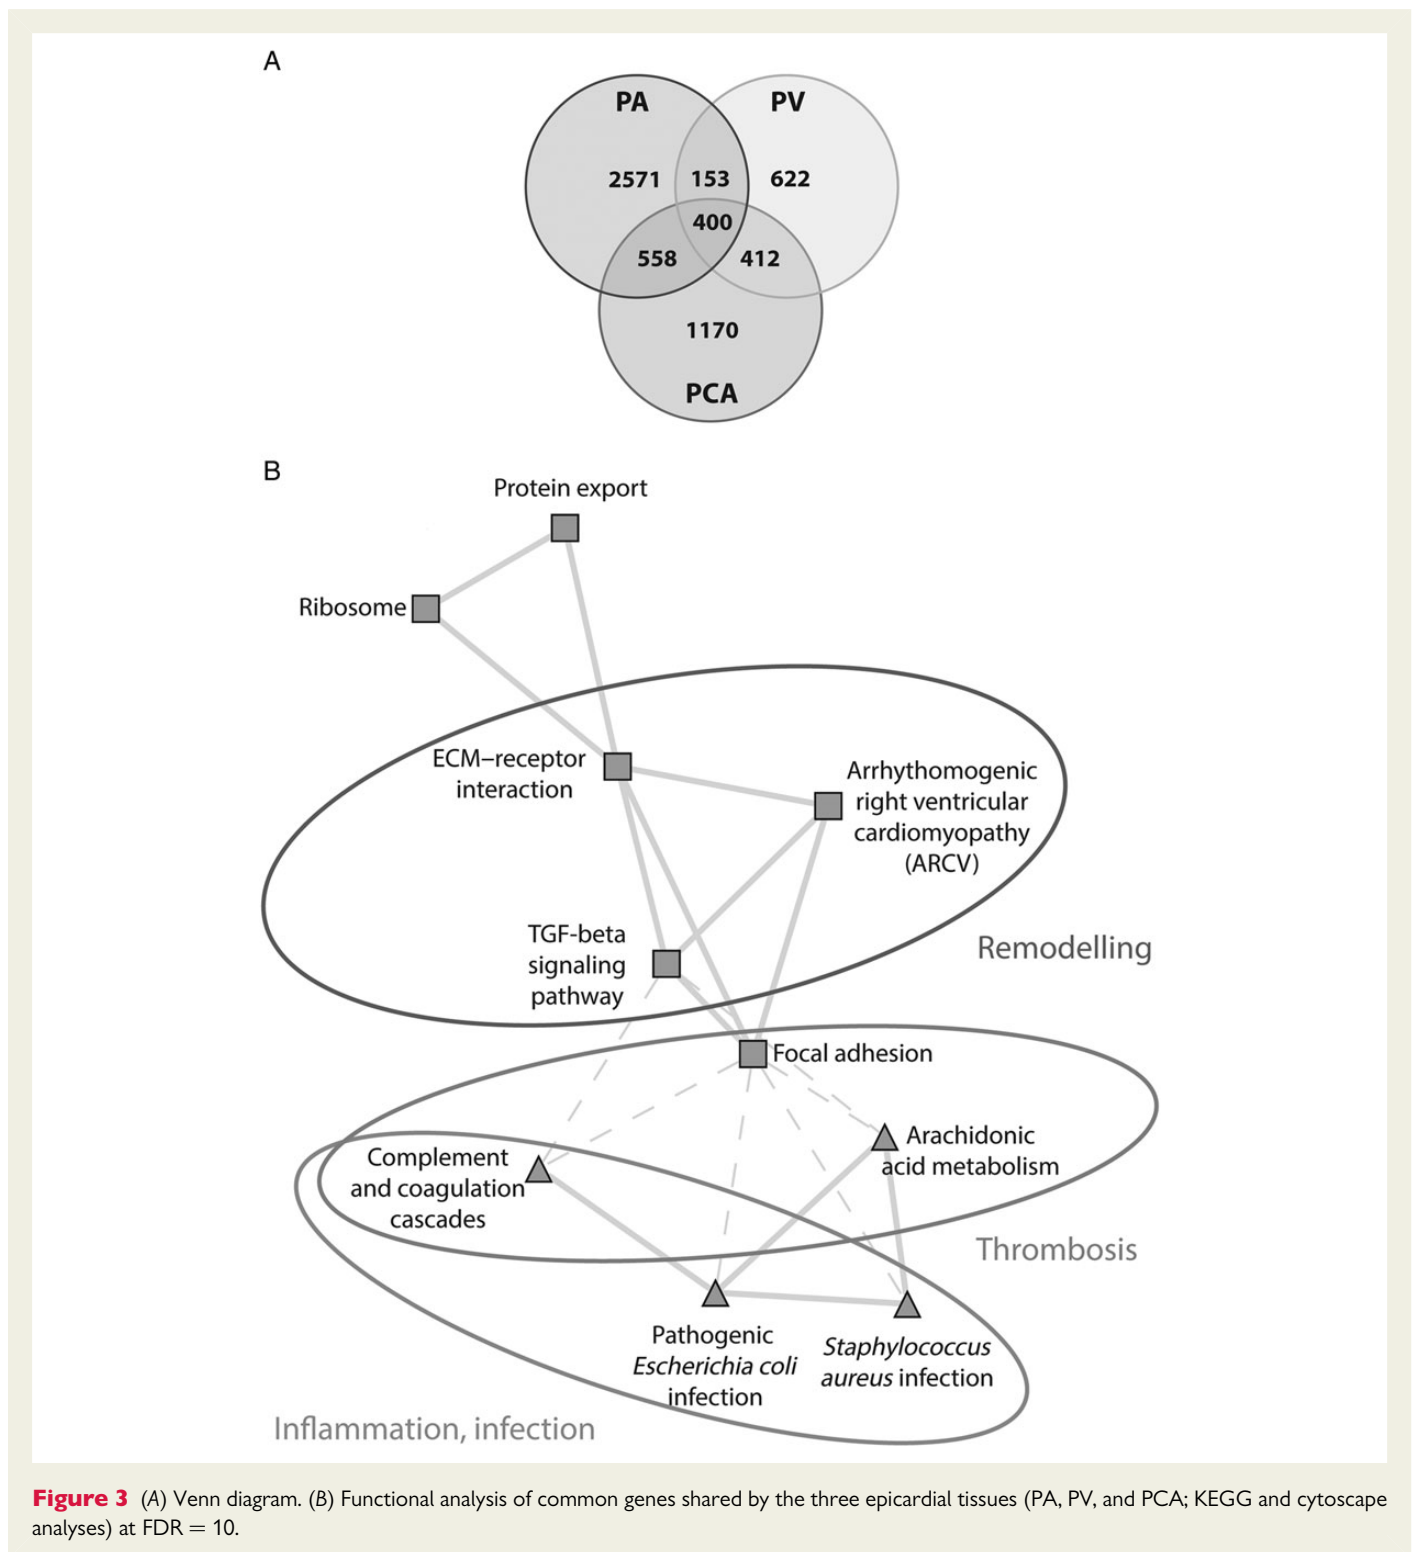 A
PA
PV
2571
153
622
400
558
412
1170
PCA
B
Protein export
Ribosome
ECM–receptor
interaction
Arrhythomogenic
right ventricular
cardiomyopathy
(ARCV)
TGF-beta
signaling
pathway
Remodelling
Focal adhesion
Arachidonic
acid metabolism
Complement
and coagulation
cascades
Thrombosis
Pathogenic
Escherichia coli
infection
Staphylococcus
aureus infection
Inflammation, infection
Figure 3 (A) Venn diagram. (B) Functional analysis of common genes shared by the three epicardial tissues (PA, PV, and PCA; KEGG and cytoscape
analyses) at FDR = 10.